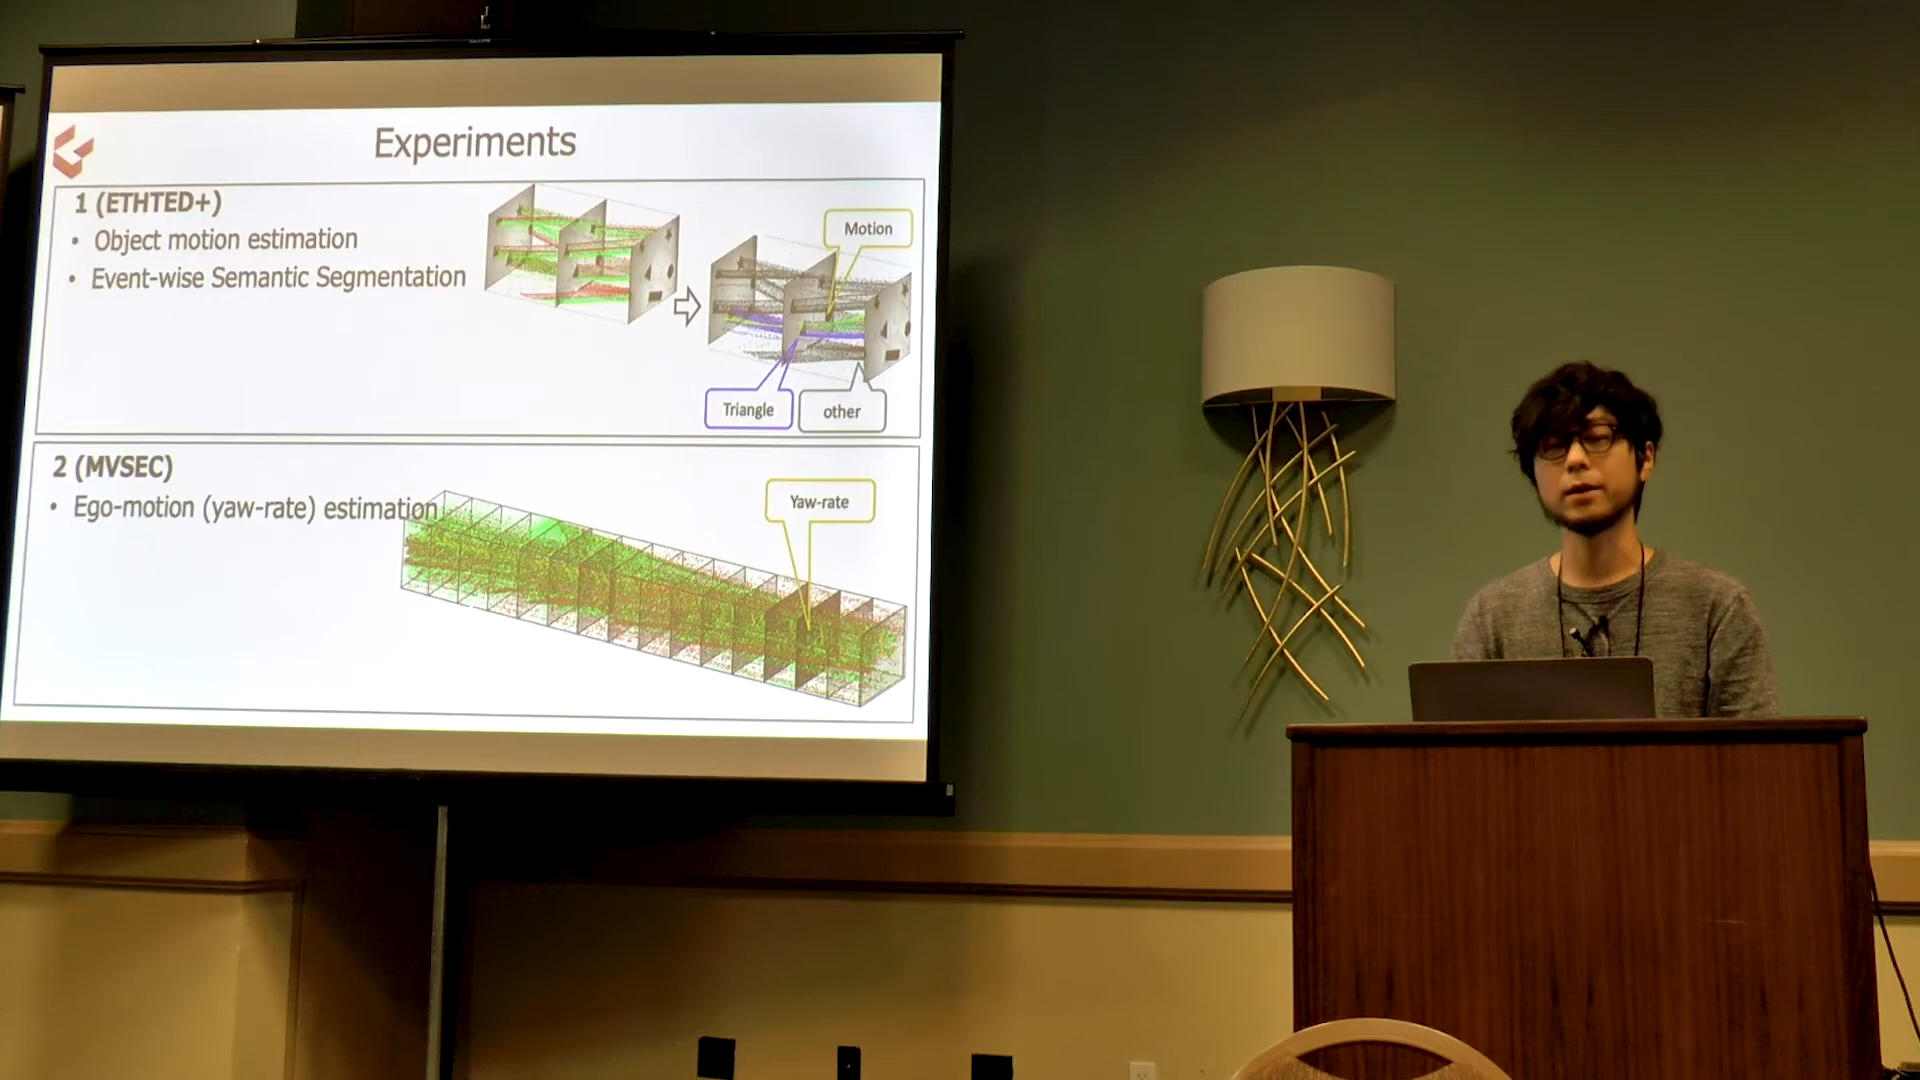 Experiments
1 (ETHTED+)
• Object motion estimation
• Event-wise Semantic Segmentation
Motion
Triangle
other
2 (MVSEC)
• Ego-motion (yaw-rate) estimation
Yaw-rate